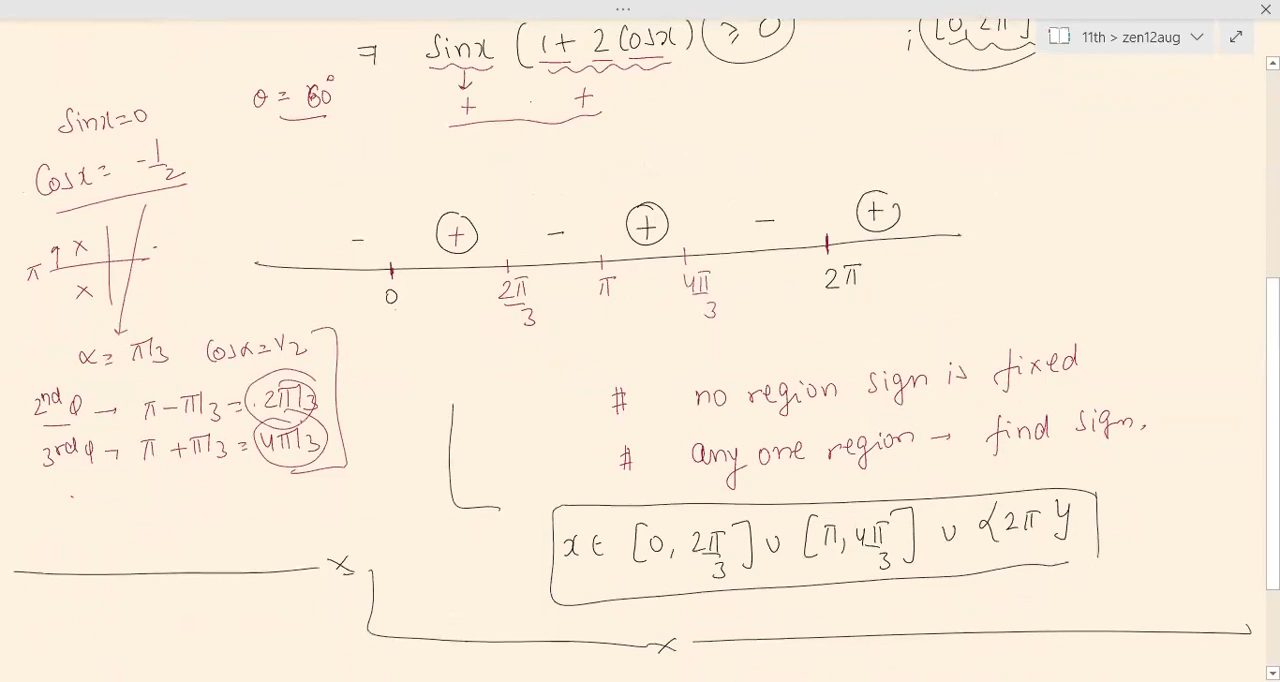 11th > zen12aug
⇒ Sinx (1 + 2 Cosx) ≥ 0 ; [0, 2π]
θ = 60°
+ +
Sinx=0
Cosx = -1/2
- + - + - +
0 2π/3 π 4π/3 2π
π x
x
α = π/3 Cosα = 1/2
2nd Q → π - π/3 = 2π/3
3rd Q → π + π/3 = 4π/3
# no region sign is fixed
# any one region → find sign.
x ∈ [0, 2π/3] ∪ [π, 4π/3] ∪ {2π}
x
x